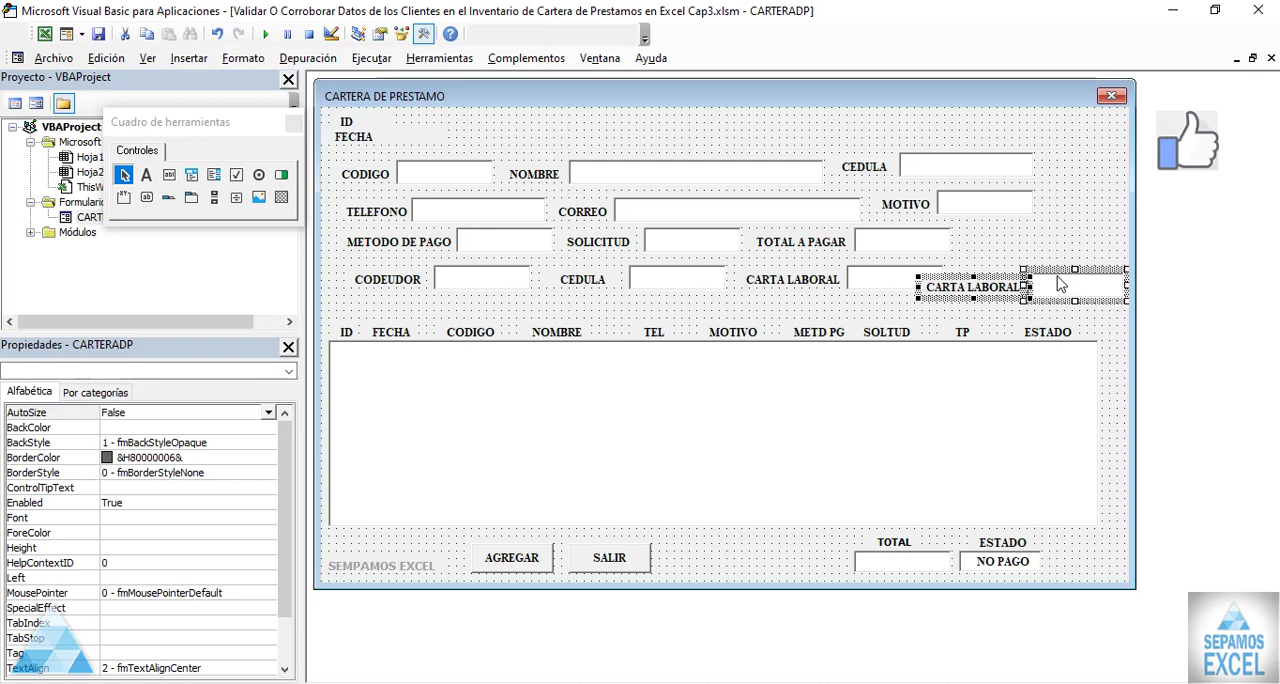 Microsoft Visual Basic para Aplicaciones - [Validar O Corroborar Datos de los Clientes en el Inventario de Cartera de Prestamos en Excel Cap3.xlsm - CARTERADP]
Archivo Edición Ver Insertar Formato Depuración Ejecutar Herramientas Complementos Ventana Ayuda
Proyecto - VBAProject
VBAProject
Microsoft
Hoja1
Hoja2
ThisW
Formulario
CART
Módulos
Cuadro de herramientas
Controles
Propiedades - CARTERADP
Alfabética Por categorías
AutoSize False
BackColor
BackStyle 1 - fmBackStyleOpaque
BorderColor &H80000006&
BorderStyle 0 - fmBorderStyleNone
ControlTipText
Enabled True
Font
ForeColor
Height
HelpContextID 0
Left
MousePointer 0 - fmMousePointerDefault
SpecialEffect
TabIndex
TabStop
Tag
TextAlign 2 - fmTextAlignCenter
CARTERA DE PRESTAMO
ID
FECHA
CODIGO NOMBRE CEDULA
TELEFONO CORREO MOTIVO
METODO DE PAGO SOLICITUD TOTAL A PAGAR
CODEUDOR CEDULA CARTA LABORAL
CARTA LABORAL
ID FECHA CODIGO NOMBRE TEL MOTIVO METD PG SOLTUD TP ESTADO
TOTAL ESTADO
SEMPAMOS EXCEL AGREGAR SALIR NO PAGO
SEPAMOS
EXCEL